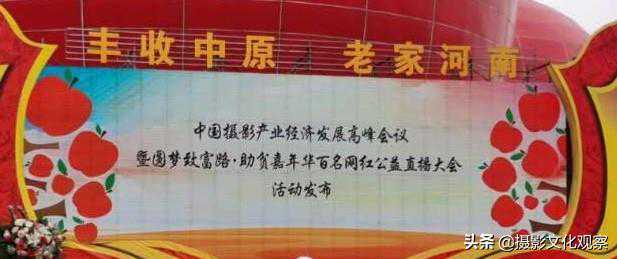 丰收中原 老家河南
中国摄影产业经济发展高峰会议
暨圆梦致富路·助贫嘉年华百名网红公益直播大会
活动发布
头条 @摄影文化观察